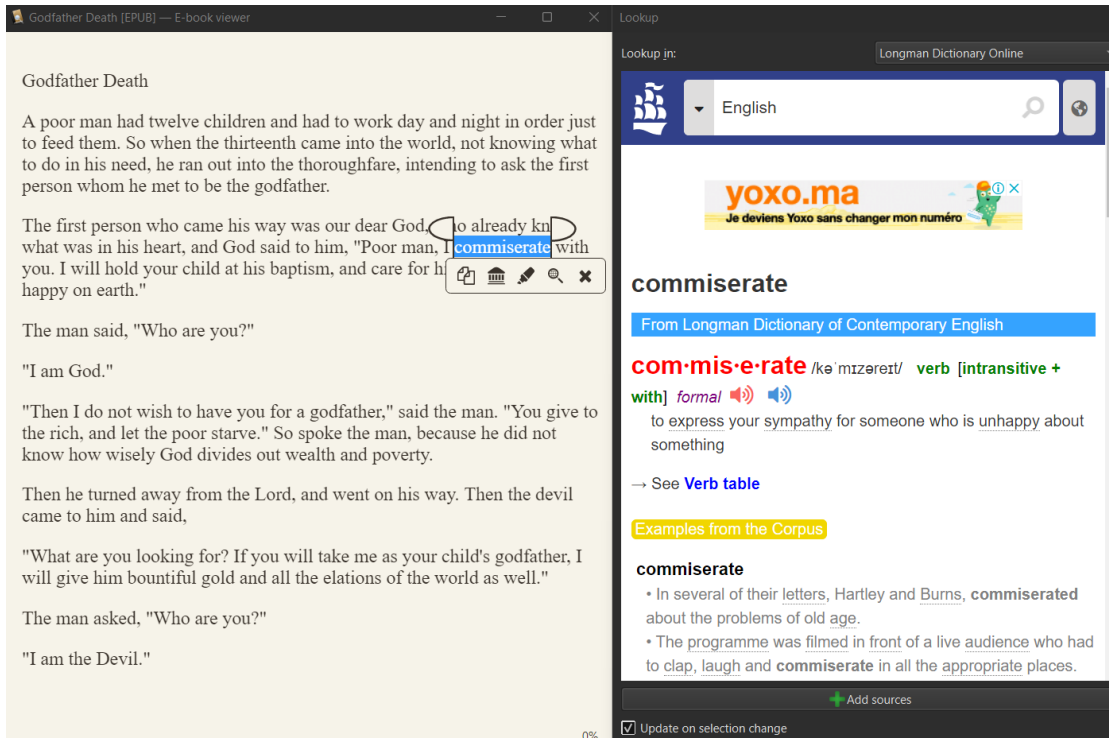 Godfather Death [EPUB] — E-book viewer
Godfather Death
A poor man had twelve children and had to work day and night in order just
to feed them. So when the thirteenth came into the world, not knowing what
to do in his need, he ran out into the thoroughfare, intending to ask the first
person whom he met to be the godfather.
The first person who came his way was our dear God, o already kn
what was in his heart, and God said to him, "Poor man, I commiserate with
you. I will hold your child at his baptism, and care for h
happy on earth."
The man said, "Who are you?"
"I am God."
"Then I do not wish to have you for a godfather," said the man. "You give to
the rich, and let the poor starve." So spoke the man, because he did not
know how wisely God divides out wealth and poverty.
Then he turned away from the Lord, and went on his way. Then the devil
came to him and said,
"What are you looking for? If you will take me as your child's godfather, I
will give him bountiful gold and all the elations of the world as well."
The man asked, "Who are you?"
"I am the Devil."
0%
Lookup
Lookup in:
Longman Dictionary Online
English
yoxo.ma
Je deviens Yoxo sans changer mon numéro
commiserate
From Longman Dictionary of Contemporary English
com‧mis‧e‧rate /kəˈmɪzəreɪt/ verb [intransitive +
with] formal
to express your sympathy for someone who is unhappy about
something
→ See Verb table
Examples from the Corpus
commiserate
• In several of their letters, Hartley and Burns, commiserated
about the problems of old age.
• The programme was filmed in front of a live audience who had
to clap, laugh and commiserate in all the appropriate places.
Add sources
Update on selection change